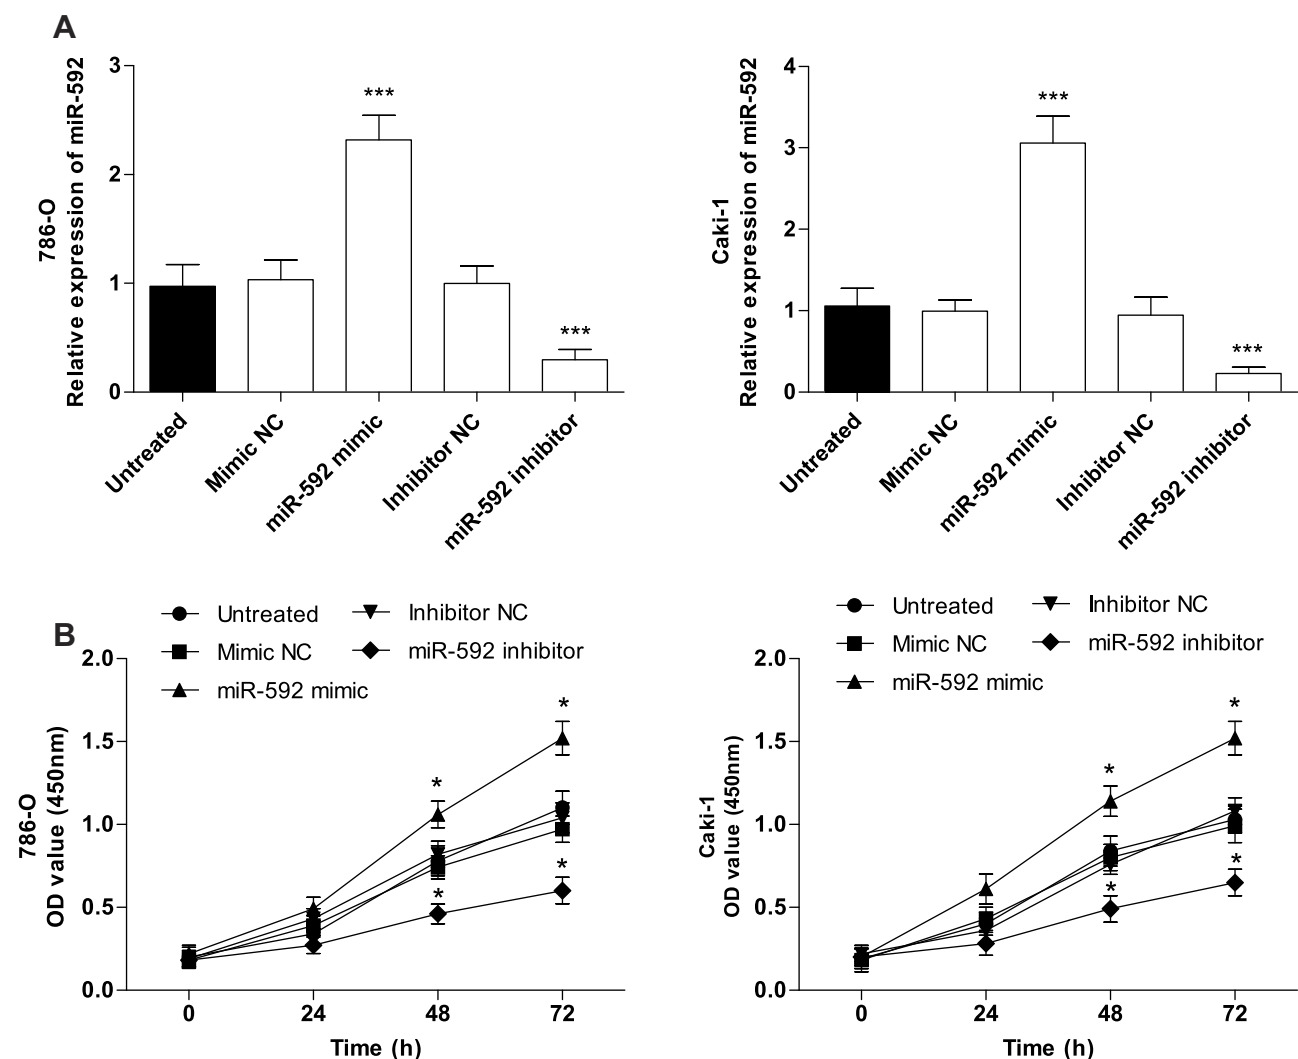 A
786-O
Relative expression of miR-592
3
2
1
0
***
***
Untreated
Mimic NC
miR-592 mimic
Inhibitor NC
miR-592 inhibitor
Caki-1
Relative expression of miR-592
4
3
2
1
0
***
***
Untreated
Mimic NC
miR-592 mimic
Inhibitor NC
miR-592 inhibitor
B
Untreated
Mimic NC
miR-592 mimic
Inhibitor NC
miR-592 inhibitor
786-O
OD value (450nm)
2.0
1.5
1.0
0.5
0.0
*
*
*
*
0
24
48
72
Time (h)
Untreated
Mimic NC
miR-592 mimic
Inhibitor NC
miR-592 inhibitor
Caki-1
OD value (450nm)
2.0
1.5
1.0
0.5
0.0
*
*
*
*
0
24
48
72
Time (h)